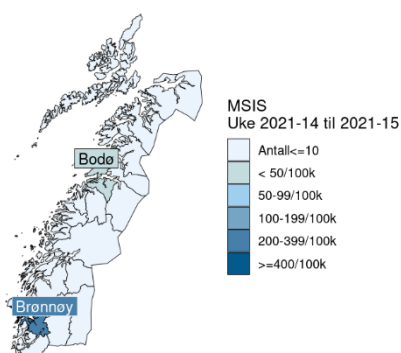 MSIS
Uke 2021-14 til 2021-15
Antall<=10
< 50/100k
50-99/100k
100-199/100k
200-399/100k
>=400/100k
Bodø
Brønnøy